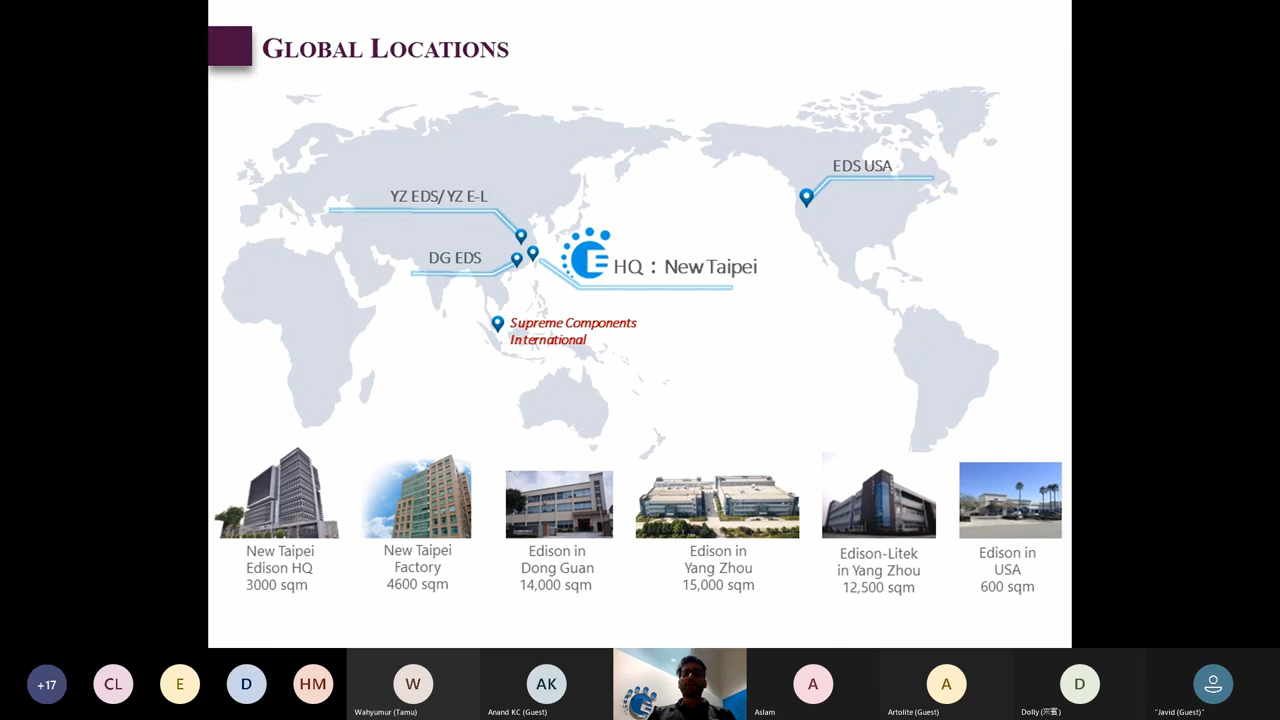 GLOBAL LOCATIONS
EDS USA
YZ EDS/ YZ E-L
DG EDS
HQ：New Taipei
Supreme Components
International
New Taipei
Edison HQ
3000 sqm
New Taipei
Factory
4600 sqm
Edison in
Dong Guan
14,000 sqm
Edison in
Yang Zhou
15,000 sqm
Edison-Litek
in Yang Zhou
12,500 sqm
Edison in
USA
600 sqm
+17
CL
E
D
HM
W
AK
A
A
D
Wahyumur (Tamu)
Anand KC (Guest)
Aslam
Artolite (Guest)
"Javid (Guest)"